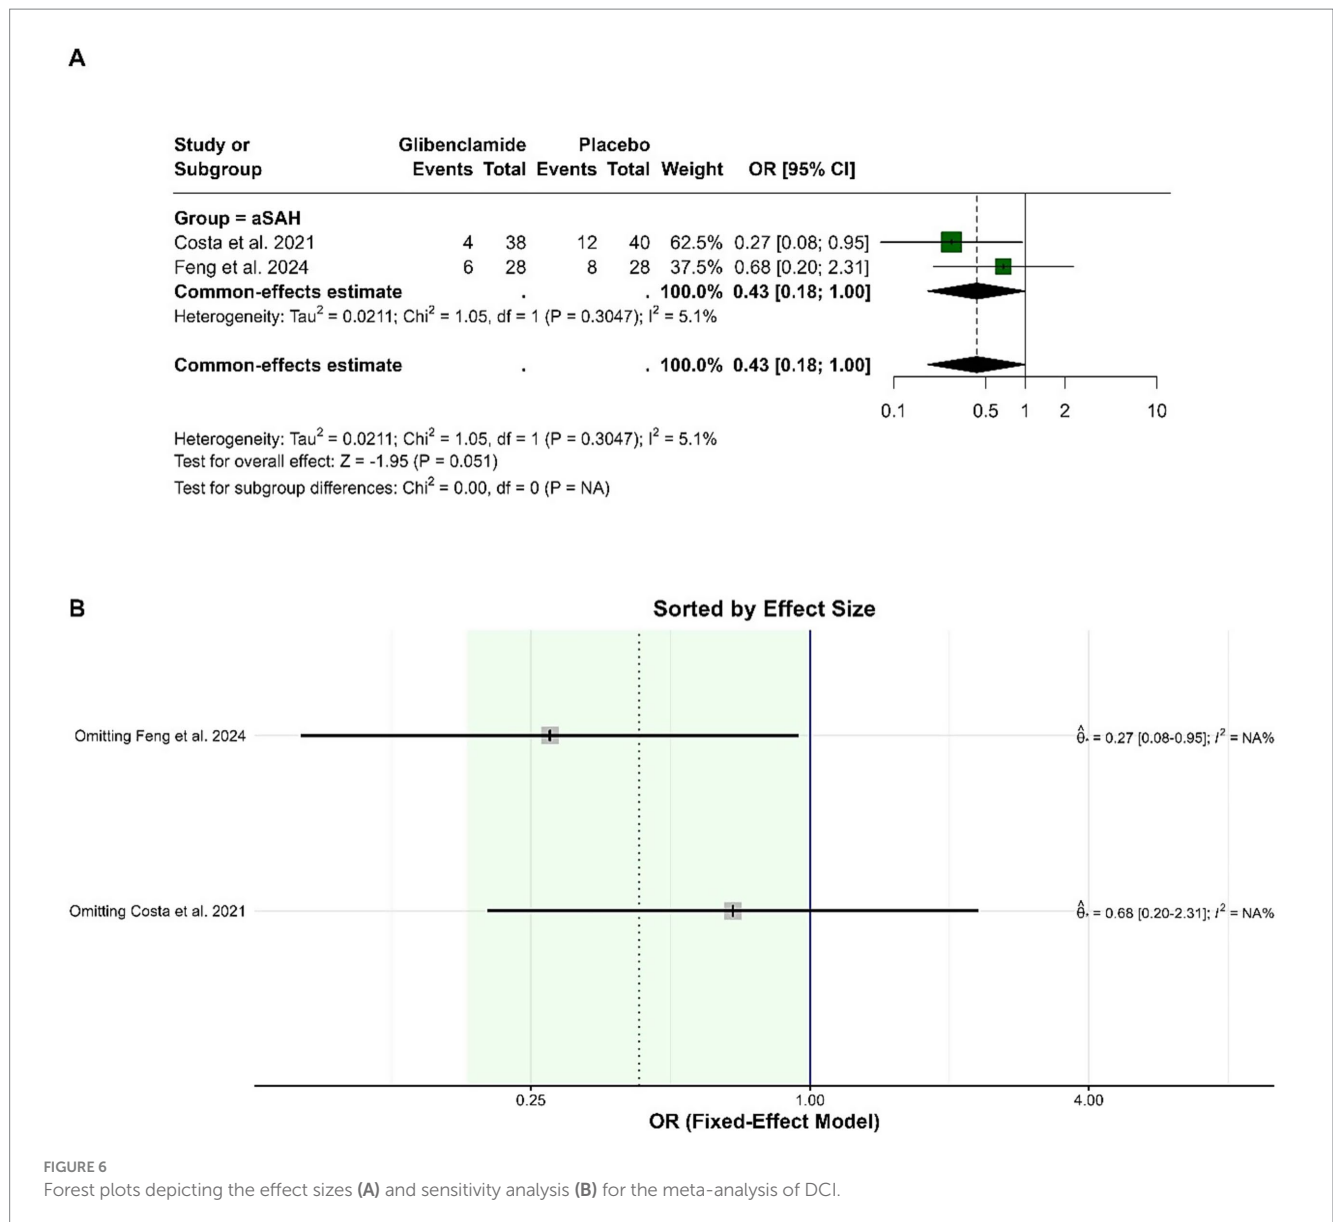 A
Study or Glibenclamide Placebo
Subgroup Events Total Events Total Weight OR [95% CI]
Group = aSAH
Costa et al. 2021 4 38 12 40 62.5% 0.27 [0.08; 0.95]
Feng et al. 2024 6 28 8 28 37.5% 0.68 [0.20; 2.31]
Common-effects estimate . . 100.0% 0.43 [0.18; 1.00]
Heterogeneity: Tau² = 0.0211; Chi² = 1.05, df = 1 (P = 0.3047); I² = 5.1%
Common-effects estimate . . 100.0% 0.43 [0.18; 1.00]
0.1 0.5 1 2 10
Heterogeneity: Tau² = 0.0211; Chi² = 1.05, df = 1 (P = 0.3047); I² = 5.1%
Test for overall effect: Z = -1.95 (P = 0.051)
Test for subgroup differences: Chi² = 0.00, df = 0 (P = NA)
B
Sorted by Effect Size
Omitting Feng et al. 2024 θ̂* = 0.27 [0.08-0.95]; I² = NA%
Omitting Costa et al. 2021 θ̂* = 0.68 [0.20-2.31]; I² = NA%
0.25 1.00 4.00
OR (Fixed-Effect Model)
FIGURE 6
Forest plots depicting the effect sizes (A) and sensitivity analysis (B) for the meta-analysis of DCI.